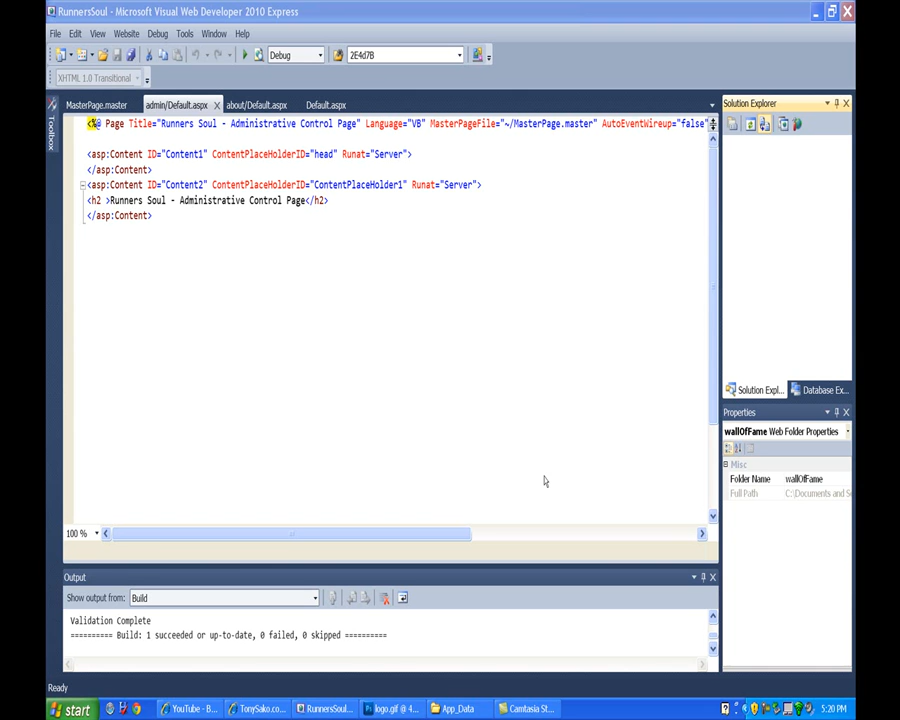 RunnersSoul - Microsoft Visual Web Developer 2010 Express
File Edit View Website Debug Tools Window Help
Debug 2E4d7B
XHTML 1.0 Transitional
MasterPage.master admin/Default.aspx about/Default.aspx Default.aspx
Toolbox
<%@ Page Title="Runners Soul - Administrative Control Page" Language="VB" MasterPageFile="~/MasterPage.master" AutoEventWireup="false"
<asp:Content ID="Content1" ContentPlaceHolderID="head" Runat="Server">
</asp:Content>
<asp:Content ID="Content2" ContentPlaceHolderID="ContentPlaceHolder1" Runat="Server">
<h2 >Runners Soul - Administrative Control Page</h2>
</asp:Content>
100 %
Solution Explorer
Solution Expl... Database Ex...
Properties
wallOfFame Web Folder Properties
Misc
Folder Name wallOfFame
Full Path C:\Documents and S
Output
Show output from: Build
Validation Complete
========== Build: 1 succeeded or up-to-date, 0 failed, 0 skipped ==========
Ready
start YouTube - B... TonySako.co... RunnersSoul... logo.gif @ 4... App_Data Camtasia St... 5:20 PM